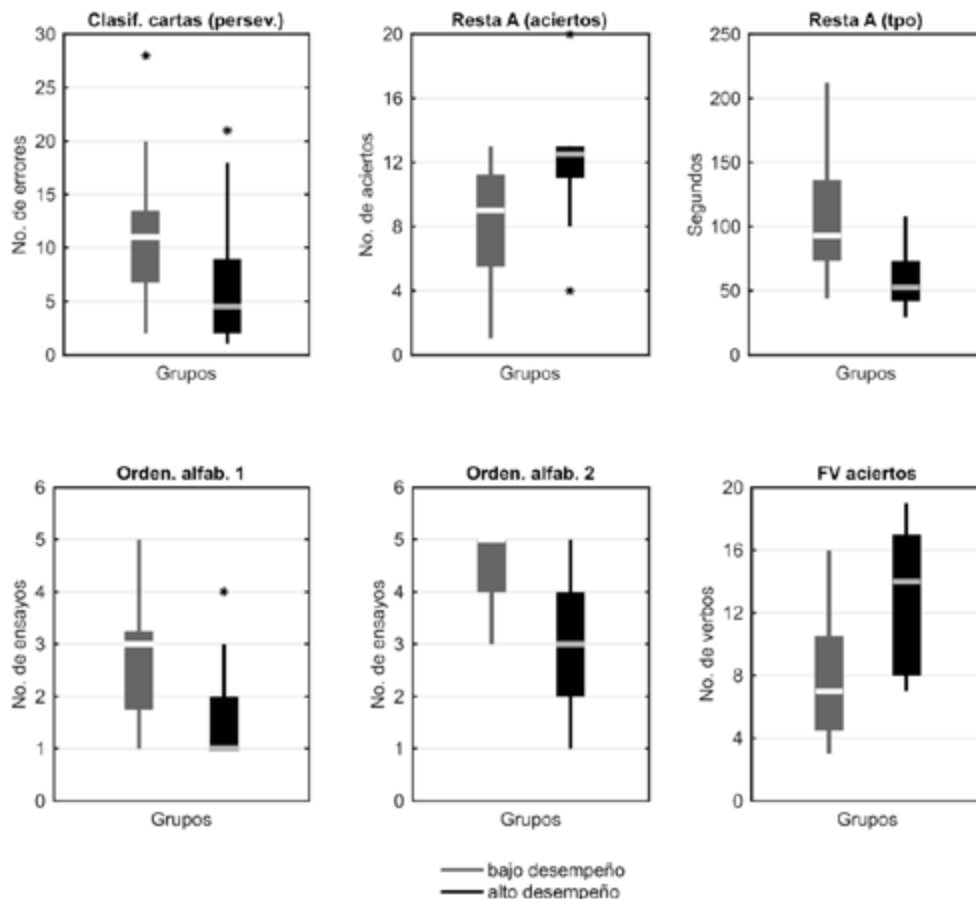 Clasif. cartas (persev.)
30
25
20
15
10
5
0
No. de errores
Grupos
Resta A (aciertos)
20
16
12
8
4
0
No. de aciertos
Grupos
Resta A (tpo)
250
200
150
100
50
0
Segundos
Grupos
Orden. alfab. 1
6
5
4
3
2
1
0
No. de ensayos
Grupos
Orden. alfab. 2
6
5
4
3
2
1
0
No. de ensayos
Grupos
FV aciertos
20
16
12
8
4
0
No. de verbos
Grupos
bajo desempeño
alto desempeño